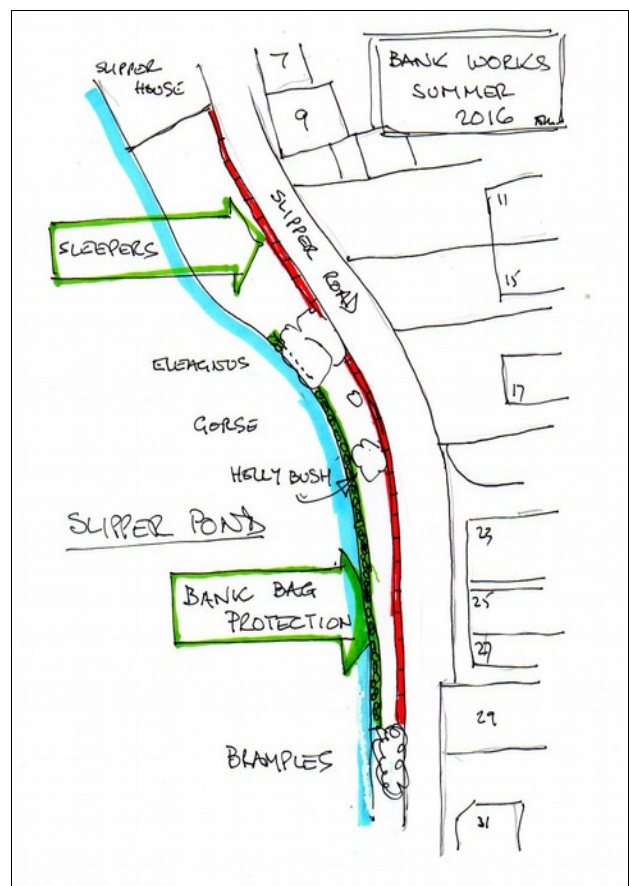 SLIPPER
HOUSE
7
9
BANK WORKS
SUMMER
2016
SLIPPER ROAD
11
15
17
SLEEPERS
ELEAGNUS
GORSE
HOLLY BUSH
SLIPPER POND
BANK BAG
PROTECTION
23
25
27
29
BRAMPLES
31